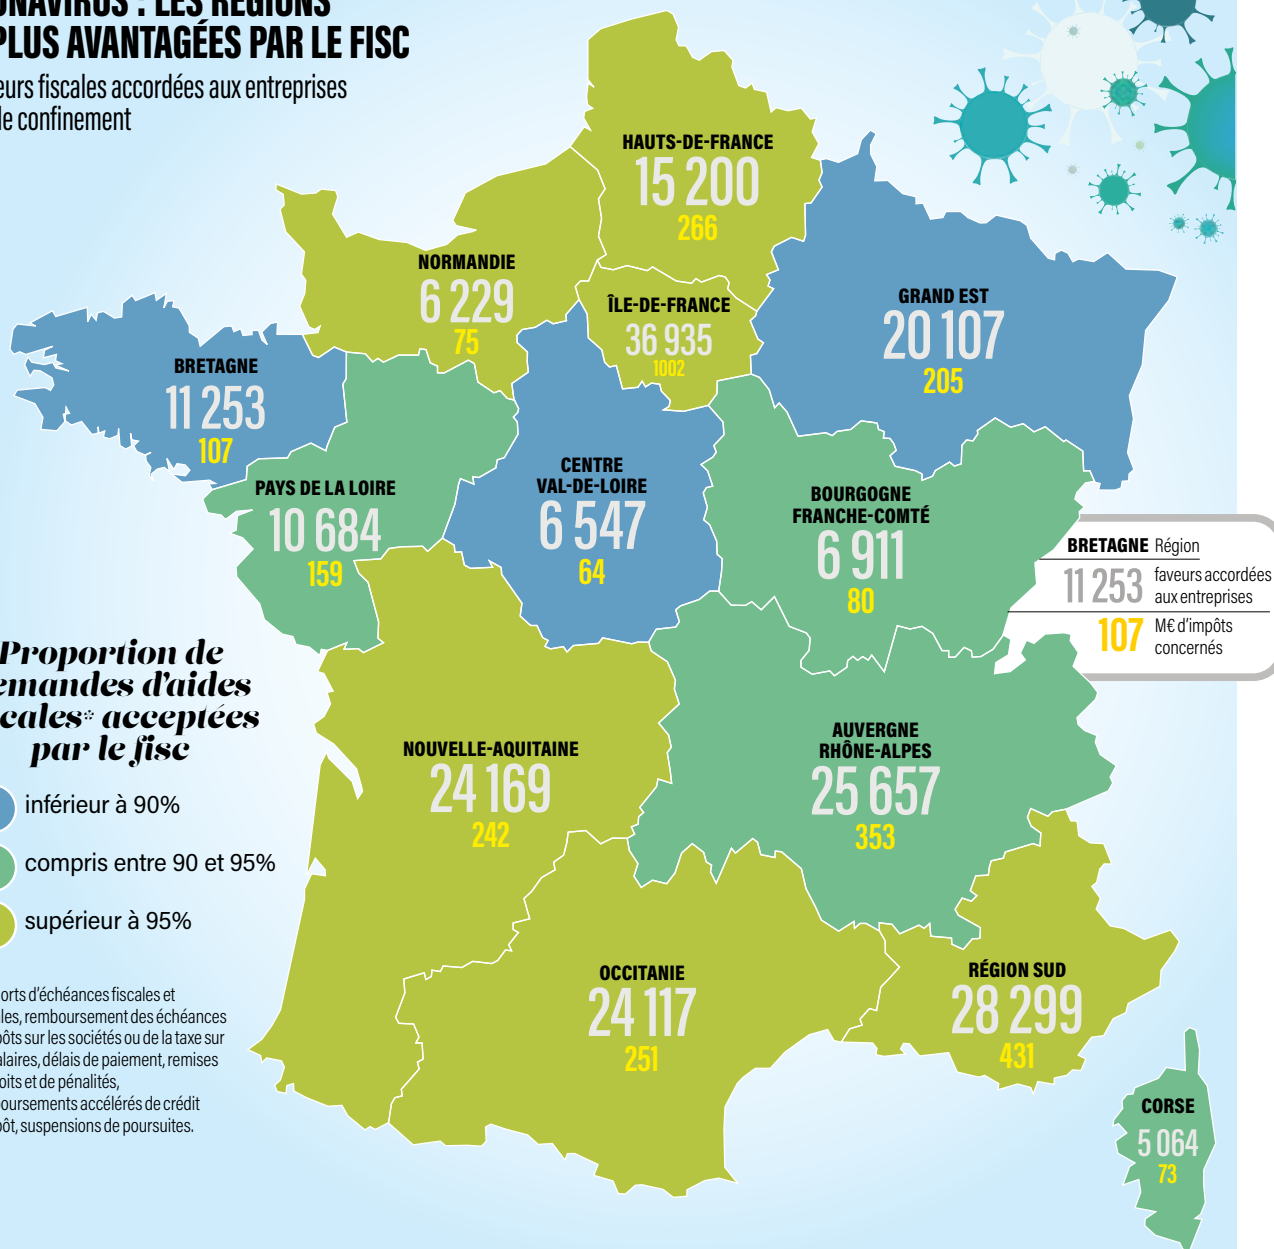 ONAVIRUS : LES RÉGIONS
PLUS AVANTAGÉES PAR LE FISC
eurs fiscales accordées aux entreprises
de confinement
HAUTS-DE-FRANCE
15 200
266
NORMANDIE
6 229
75
ÎLE-DE-FRANCE
36 935
1002
GRAND EST
20 107
205
BRETAGNE
11 253
107
PAYS DE LA LOIRE
10 684
159
CENTRE
VAL-DE-LOIRE
6 547
64
BOURGOGNE
FRANCHE-COMTÉ
6 911
80
BRETAGNE Région
11 253 faveurs accordées
aux entreprises
107 M€ d'impôts
concernés
Proportion de
emandes d'aides
cales* acceptées
par le fisc
inférieur à 90%
compris entre 90 et 95%
supérieur à 95%
NOUVELLE-AQUITAINE
24 169
242
AUVERGNE
RHÔNE-ALPES
25 657
353
OCCITANIE
24 117
251
RÉGION SUD
28 299
431
CORSE
5 064
73
orts d'échéances fiscales et
les, remboursement des échéances
pôts sur les sociétés ou de la taxe sur
alaires, délais de paiement, remises
oits et de pénalités,
boursements accélérés de crédit
pôt, suspensions de poursuites.